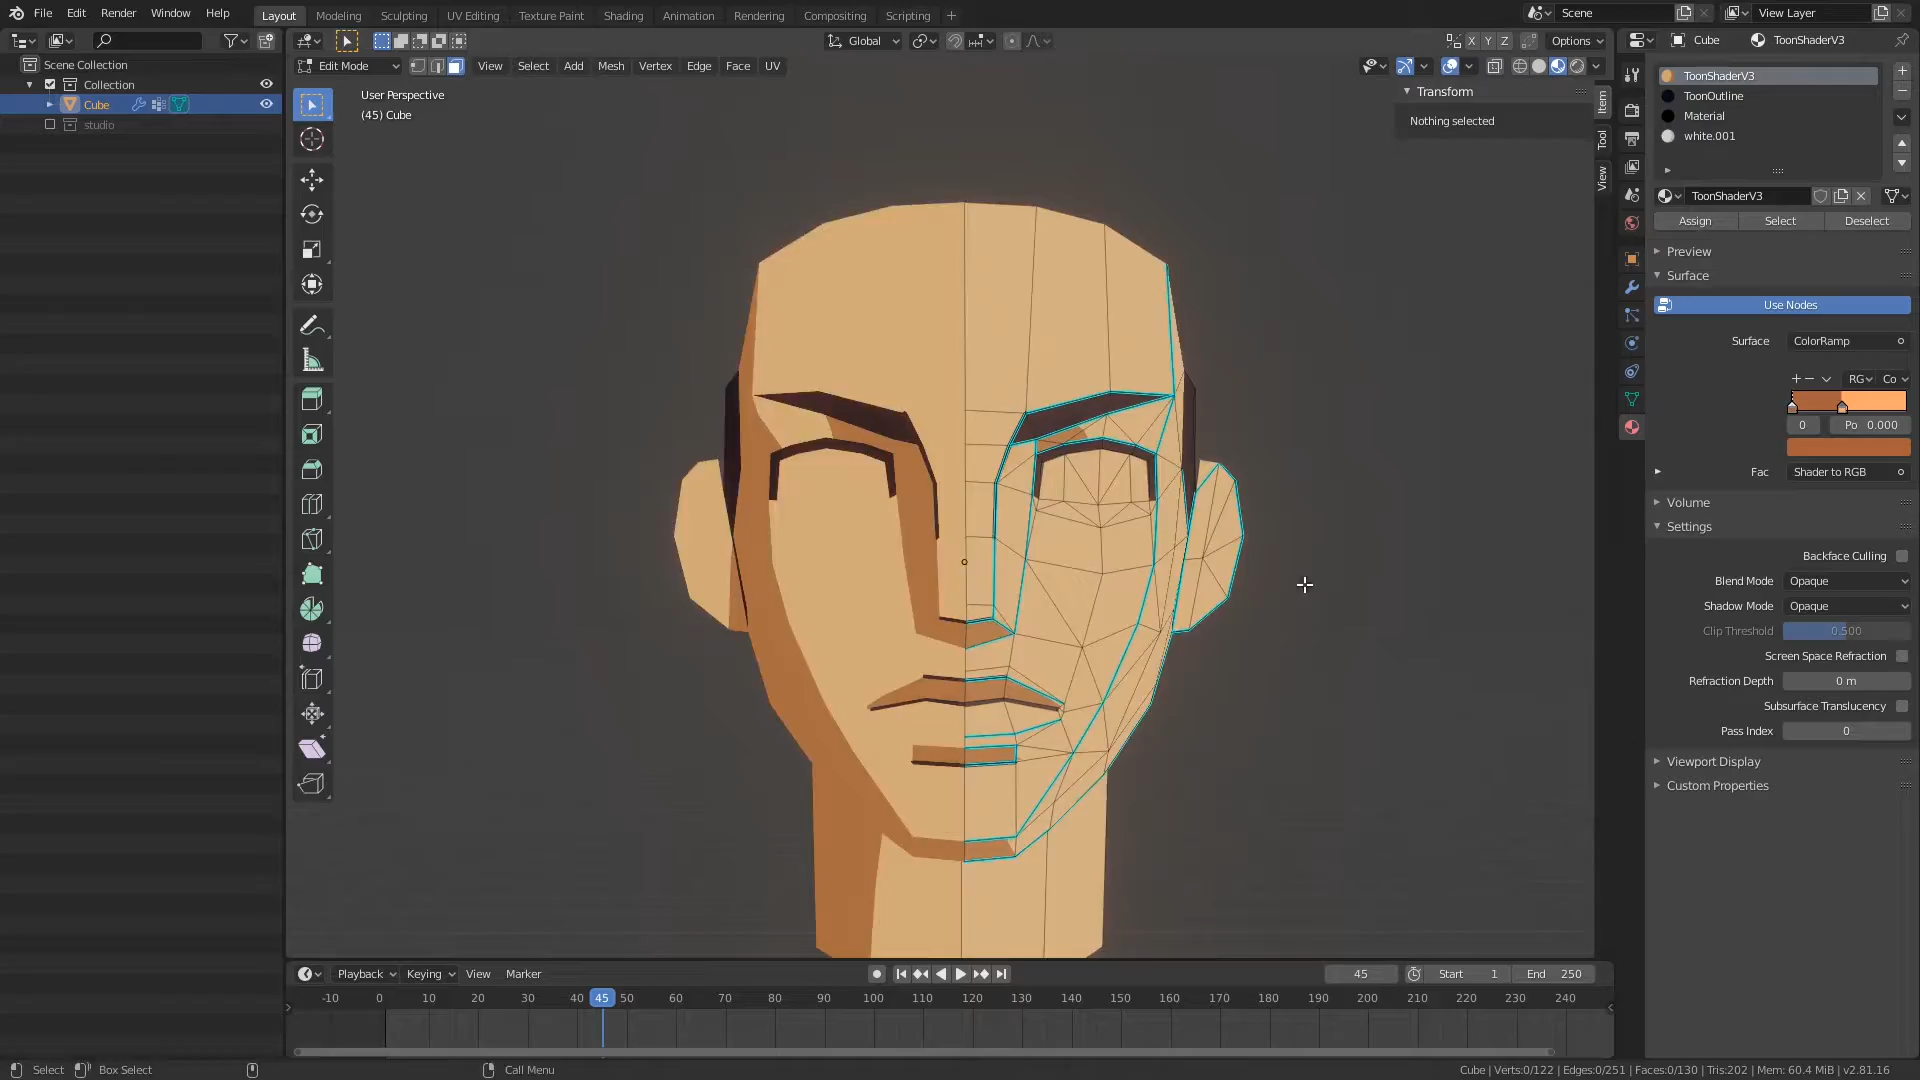 File Edit Render Window Help
Layout Modeling Sculpting UV Editing Texture Paint Shading Animation Rendering Compositing Scripting +
Scene
View Layer
Global
Options
Cube
ToonShaderV3
Scene Collection
Collection
Cube
studio
Edit Mode
View Select Add Mesh Vertex Edge Face UV
X Y Z
User Perspective
(45) Cube
Transform
Nothing selected
Item
Tool
View
ToonShaderV3
ToonOutline
Material
white.001
ToonShaderV3
Assign Select Deselect
Preview
Surface
Use Nodes
Surface ColorRamp
RG Co
0 Po 0.000
Fac Shader to RGB
Volume
Settings
Backface Culling
Blend Mode Opaque
Shadow Mode Opaque
Clip Threshold 0.500
Screen Space Refraction
Refraction Depth 0 m
Subsurface Translucency
Pass Index 0
Viewport Display
Custom Properties
Playback Keying View Marker
45 Start 1 End 250
-10 0 10 20 30 40 45 50 60 70 80 90 100 110 120 130 140 150 160 170 180 190 200 210 220 230 240
Select Box Select Call Menu
Cube | Verts:0/122 | Edges:0/251 | Faces:0/130 | Tris:202 | Mem: 60.4 MiB | v2.81.16